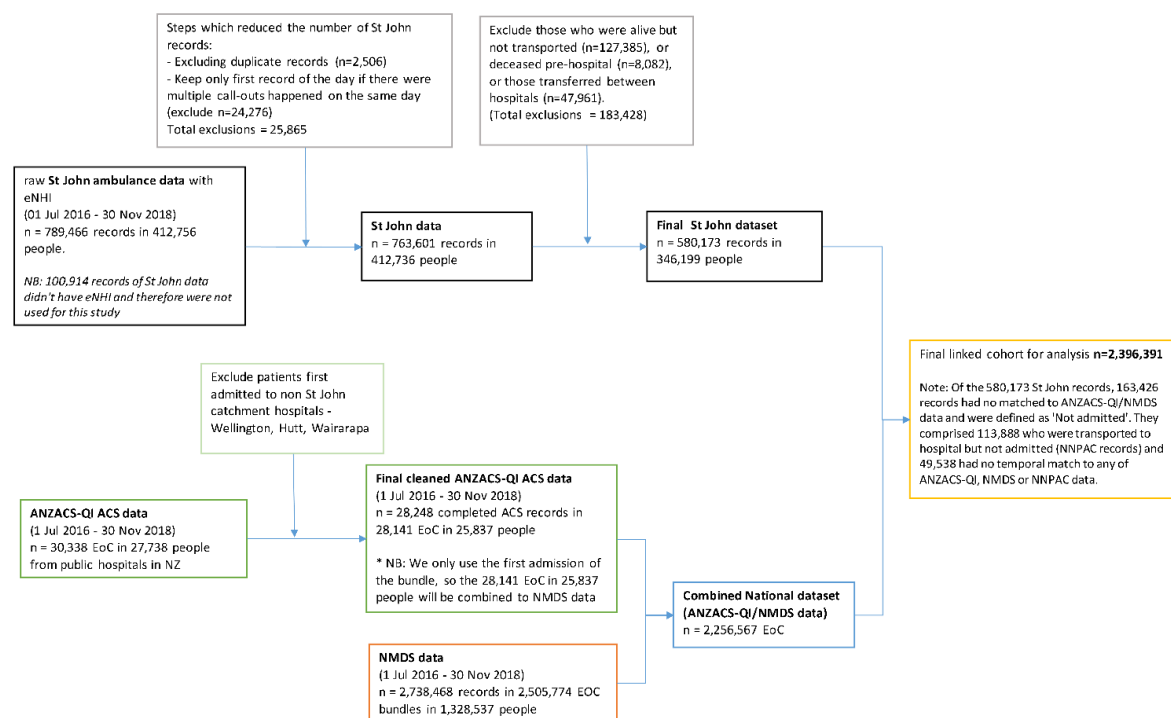 Steps which reduced the number of St John
records:
- Excluding duplicate records (n=2,506)
- Keep only first record of the day if there were
multiple call-outs happened on the same day
(exclude n=24,276)
Total exclusions = 25,865
Exclude those who were alive but
not transported (n=127,385), or
deceased pre-hospital (n=8,082),
or those transferred between
hospitals (n=47,961).
(Total exclusions = 183,428)
raw St John ambulance data with
eNHI
(01 Jul 2016 - 30 Nov 2018)
n = 789,466 records in 412,756
people.
NB: 100,914 records of St John data
didn't have eNHI and therefore were not
used for this study
St John data
n = 763,601 records in
412,736 people
Final St John dataset
n = 580,173 records in
346,199 people
Final linked cohort for analysis n=2,396,391
Note: Of the 580,173 St John records, 163,426
records had no matched to ANZACS-QI/NMDS
data and were defined as 'Not admitted'. They
comprised 113,888 who were transported to
hospital but not admitted (NNPAC records) and
49,538 had no temporal match to any of
ANZACS-QI, NMDS or NNPAC data.
Exclude patients first
admitted to non St John
catchment hospitals -
Wellington, Hutt, Wairarapa
ANZACS-QI ACS data
(1 Jul 2016 - 30 Nov 2018)
n = 30,338 EoC in 27,738 people
from public hospitals in NZ
Final cleaned ANZACS-QI ACS data
(1 Jul 2016 - 30 Nov 2018)
n = 28,248 completed ACS records in
28,141 EoC in 25,837 people
* NB: We only use the first admission of
the bundle, so the 28,141 EoC in 25,837
people will be combined to NMDS data
Combined National dataset
(ANZACS-QI/NMDS data)
n = 2,256,567 EoC
NMDS data
(1 Jul 2016 - 30 Nov 2018)
n = 2,738,468 records in 2,505,774 EOC
bundles in 1,328,537 people